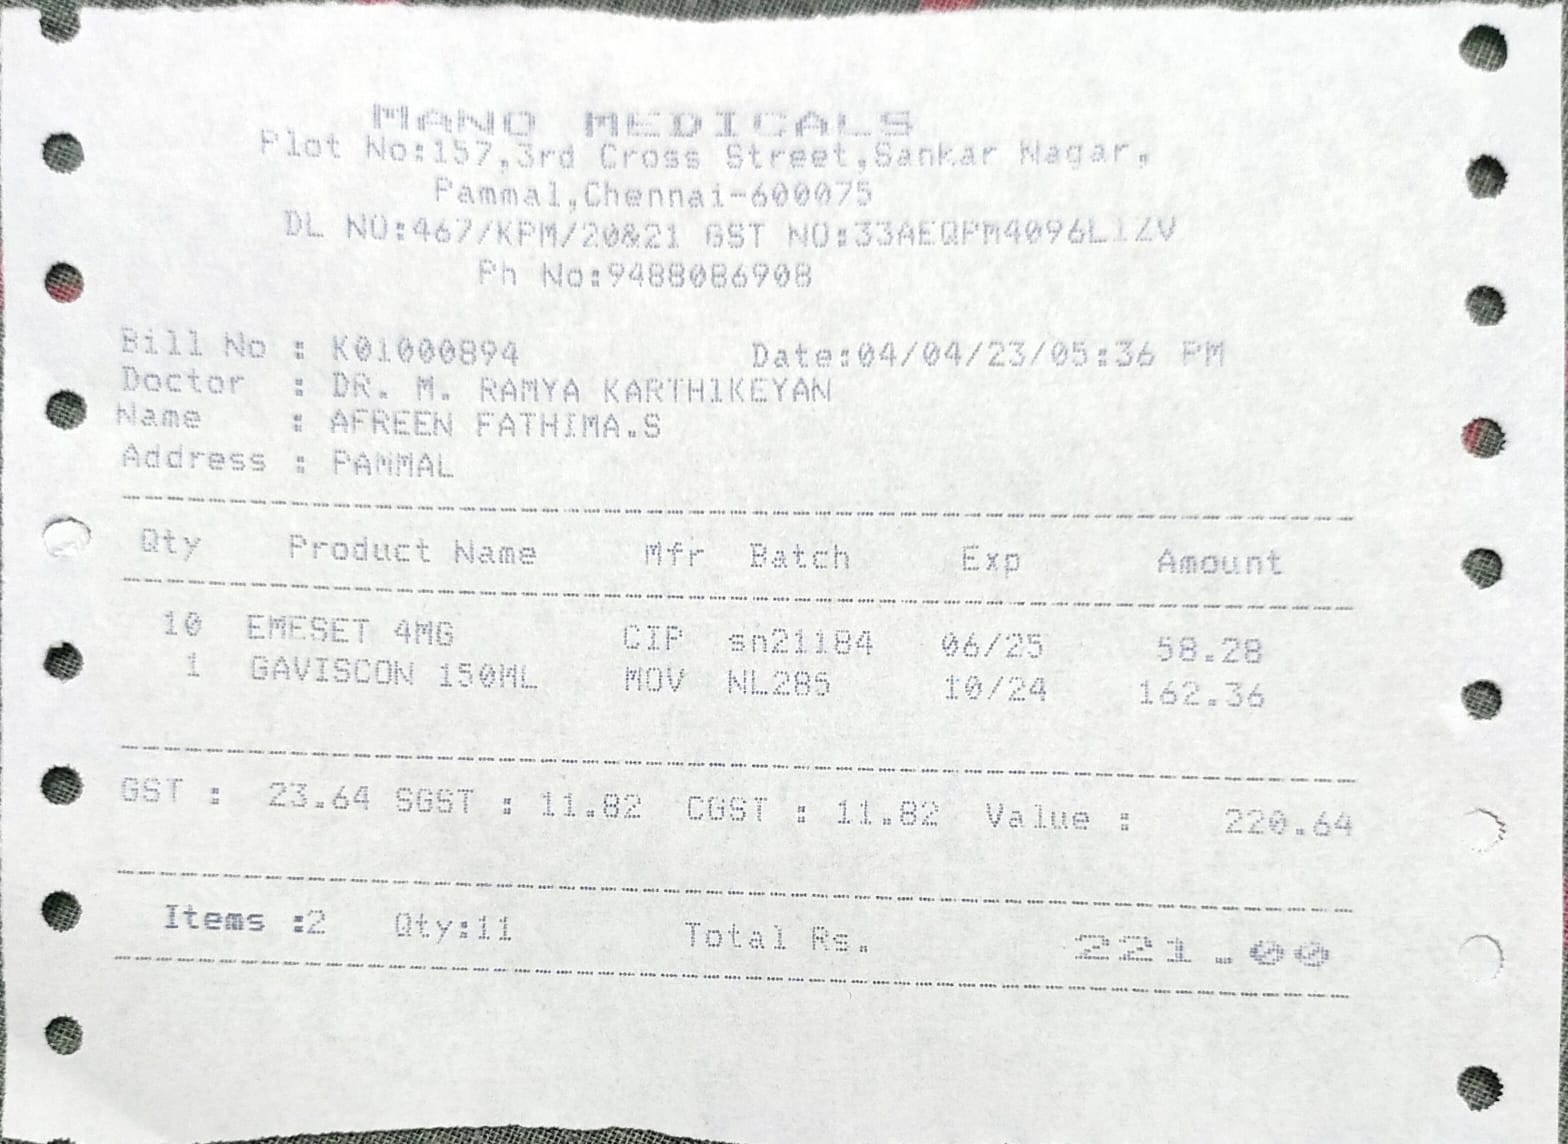 MANO MEDICALS
Plot No:157,3rd Cross Street,Sankar Nagar,
Pammal,Chennai-600075
DL NO:467/KPM/20&21 GST NO:33AEQPM4096L1ZV
Ph No:9488086908
Bill No : K01000894 Date:04/04/23/05:36 PM
Doctor : DR. M. RAMYA KARTHIKEYAN
Name : AFREEN FATHIMA.S
Address : PAMMAL
Qty Product Name Mfr Batch Exp Amount
10 EMESET 4MG CIP sn21184 06/25 58.28
1 GAVISCON 150ML MOV NL285 10/24 162.36
GST : 23.64 SGST : 11.82 CGST : 11.82 Value : 220.64
Items :2 Qty:11 Total Rs. 221.00